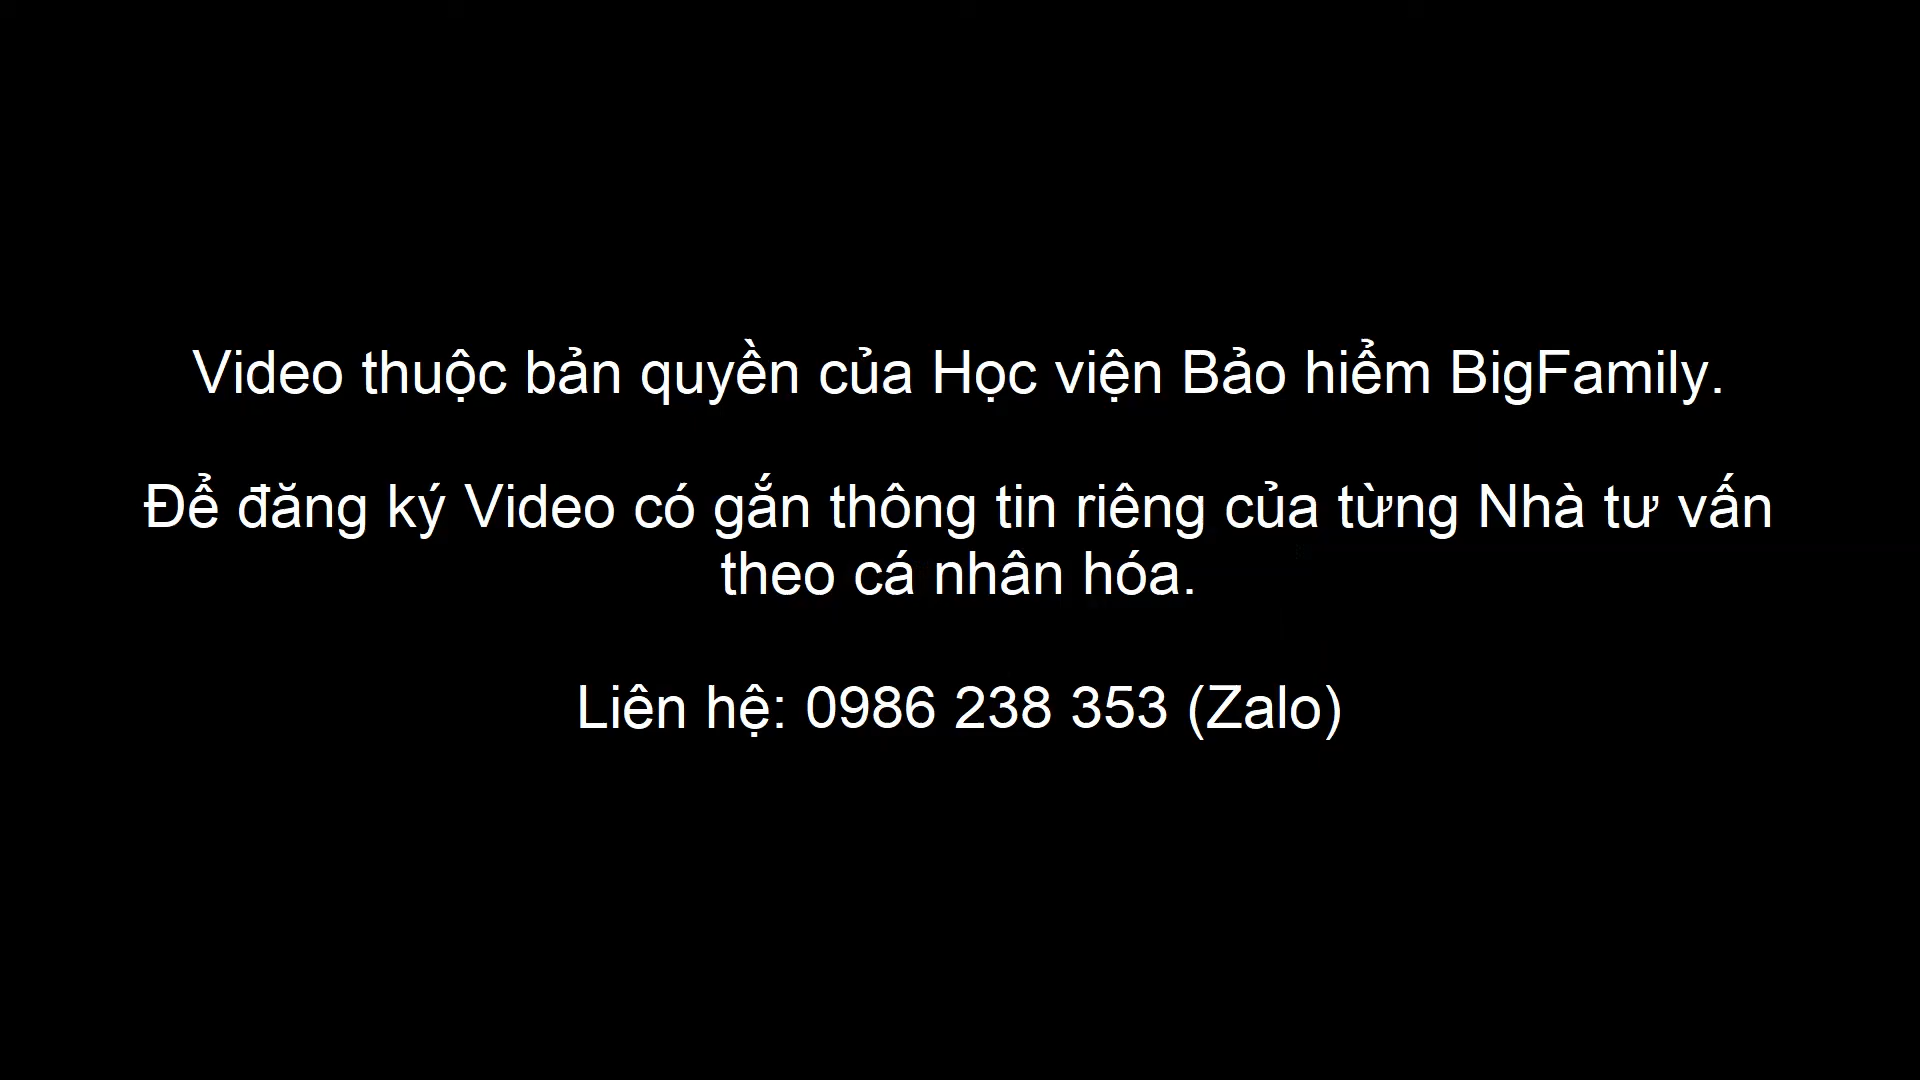 Video thuộc bản quyền của Học viện Bảo hiểm BigFamily.
Để đăng ký Video có gắn thông tin riêng của từng Nhà tư vấn
theo cá nhân hóa.
Liên hệ: 0986 238 353 (Zalo)